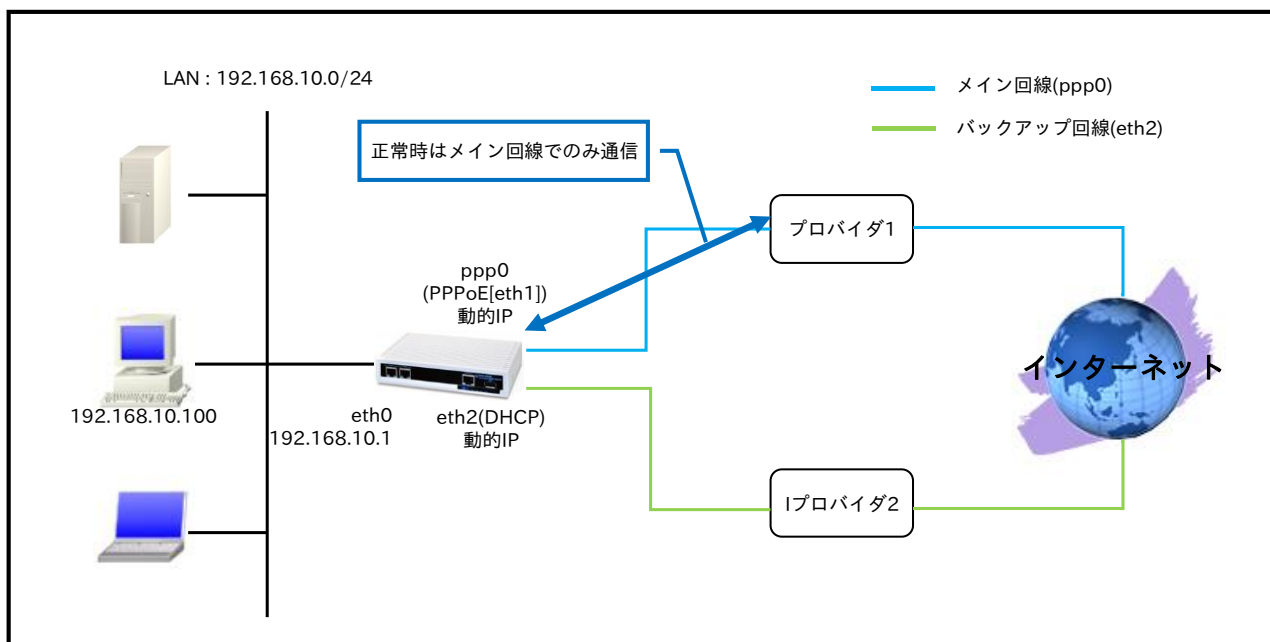 LAN : 192.168.10.0/24
メイン回線(ppp0)
バックアップ回線(eth2)
正常時はメイン回線でのみ通信
プロバイダ1
ppp0
(PPPoE[eth1])
動的IP
インターネット
192.168.10.100
eth0
192.168.10.1
eth2(DHCP)
動的IP
Iプロバイダ2